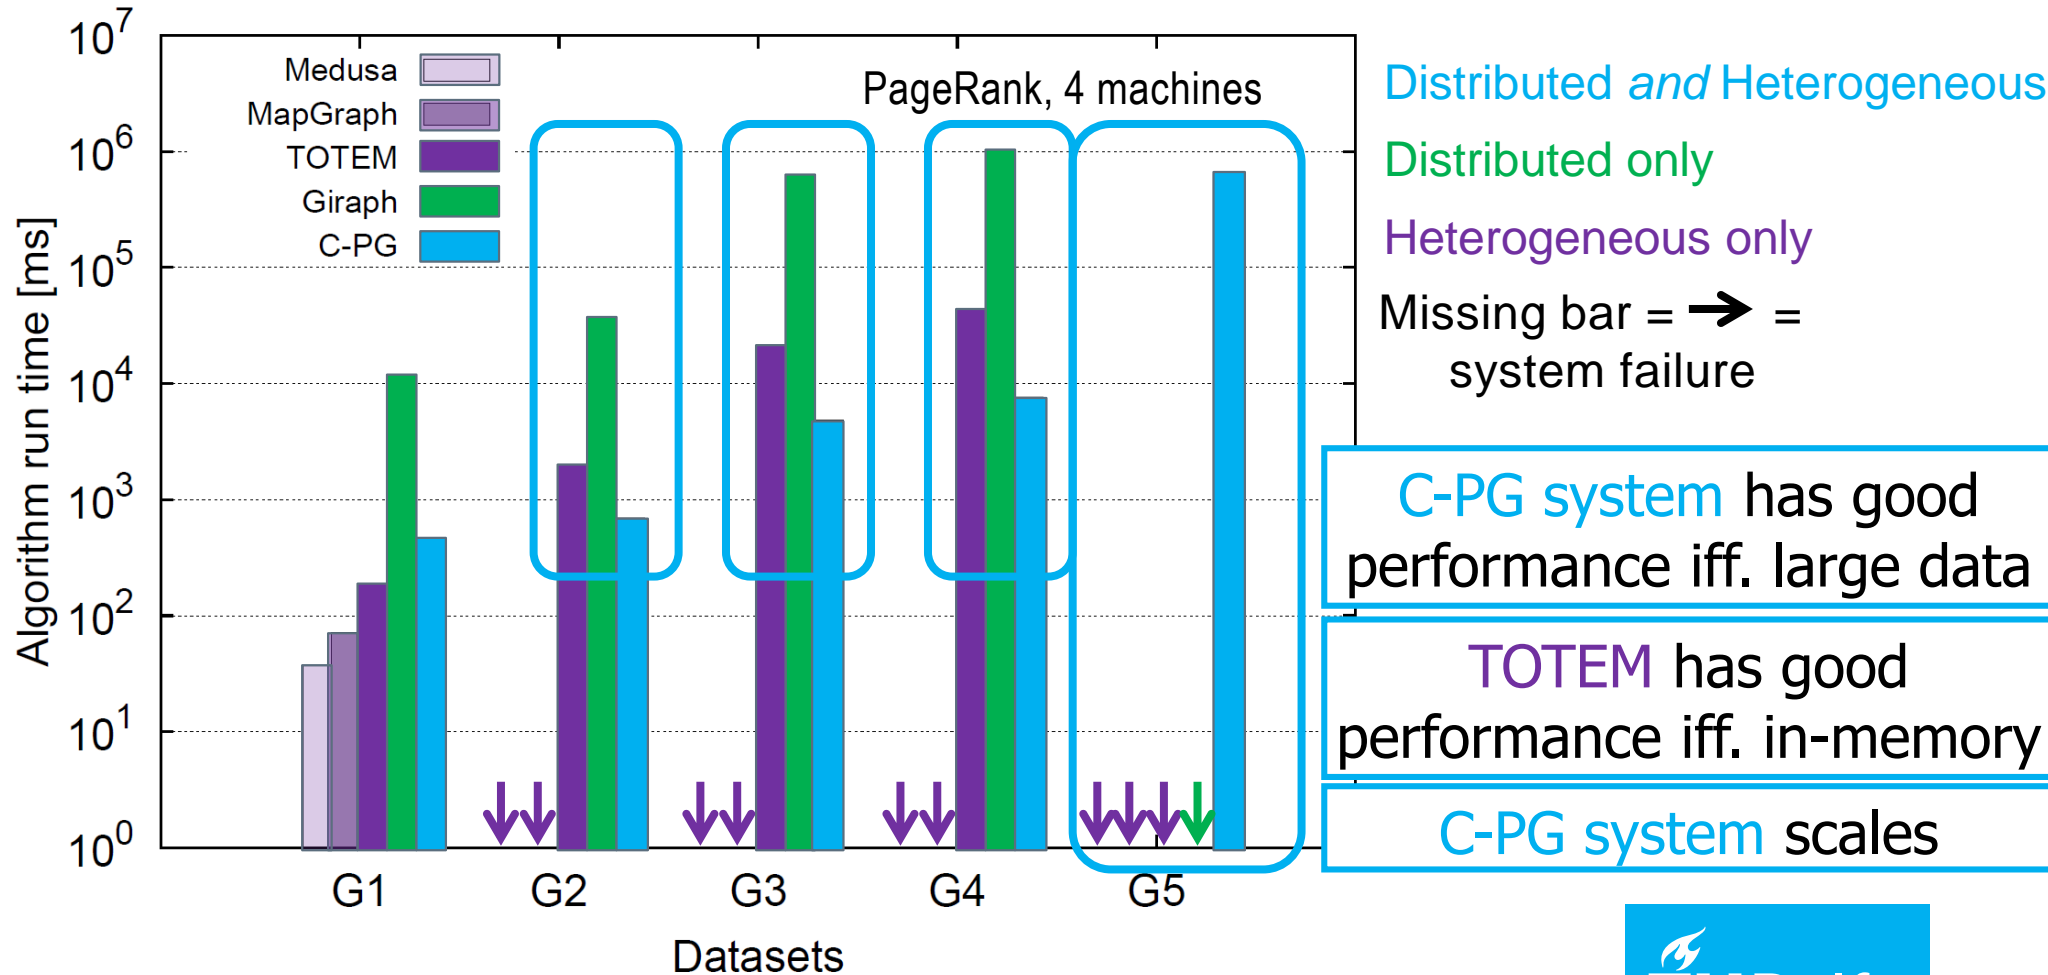 10^7
10^6
10^5
10^4
10^3
10^2
10^1
10^0
Algorithm run time [ms]
Medusa
MapGraph
TOTEM
Giraph
C-PG
PageRank, 4 machines
G1
G2
G3
G4
G5
Datasets
Distributed and Heterogeneous
Distributed only
Heterogeneous only
Missing bar = → =
system failure
C-PG system has good
performance iff. large data
TOTEM has good
performance iff. in-memory
C-PG system scales